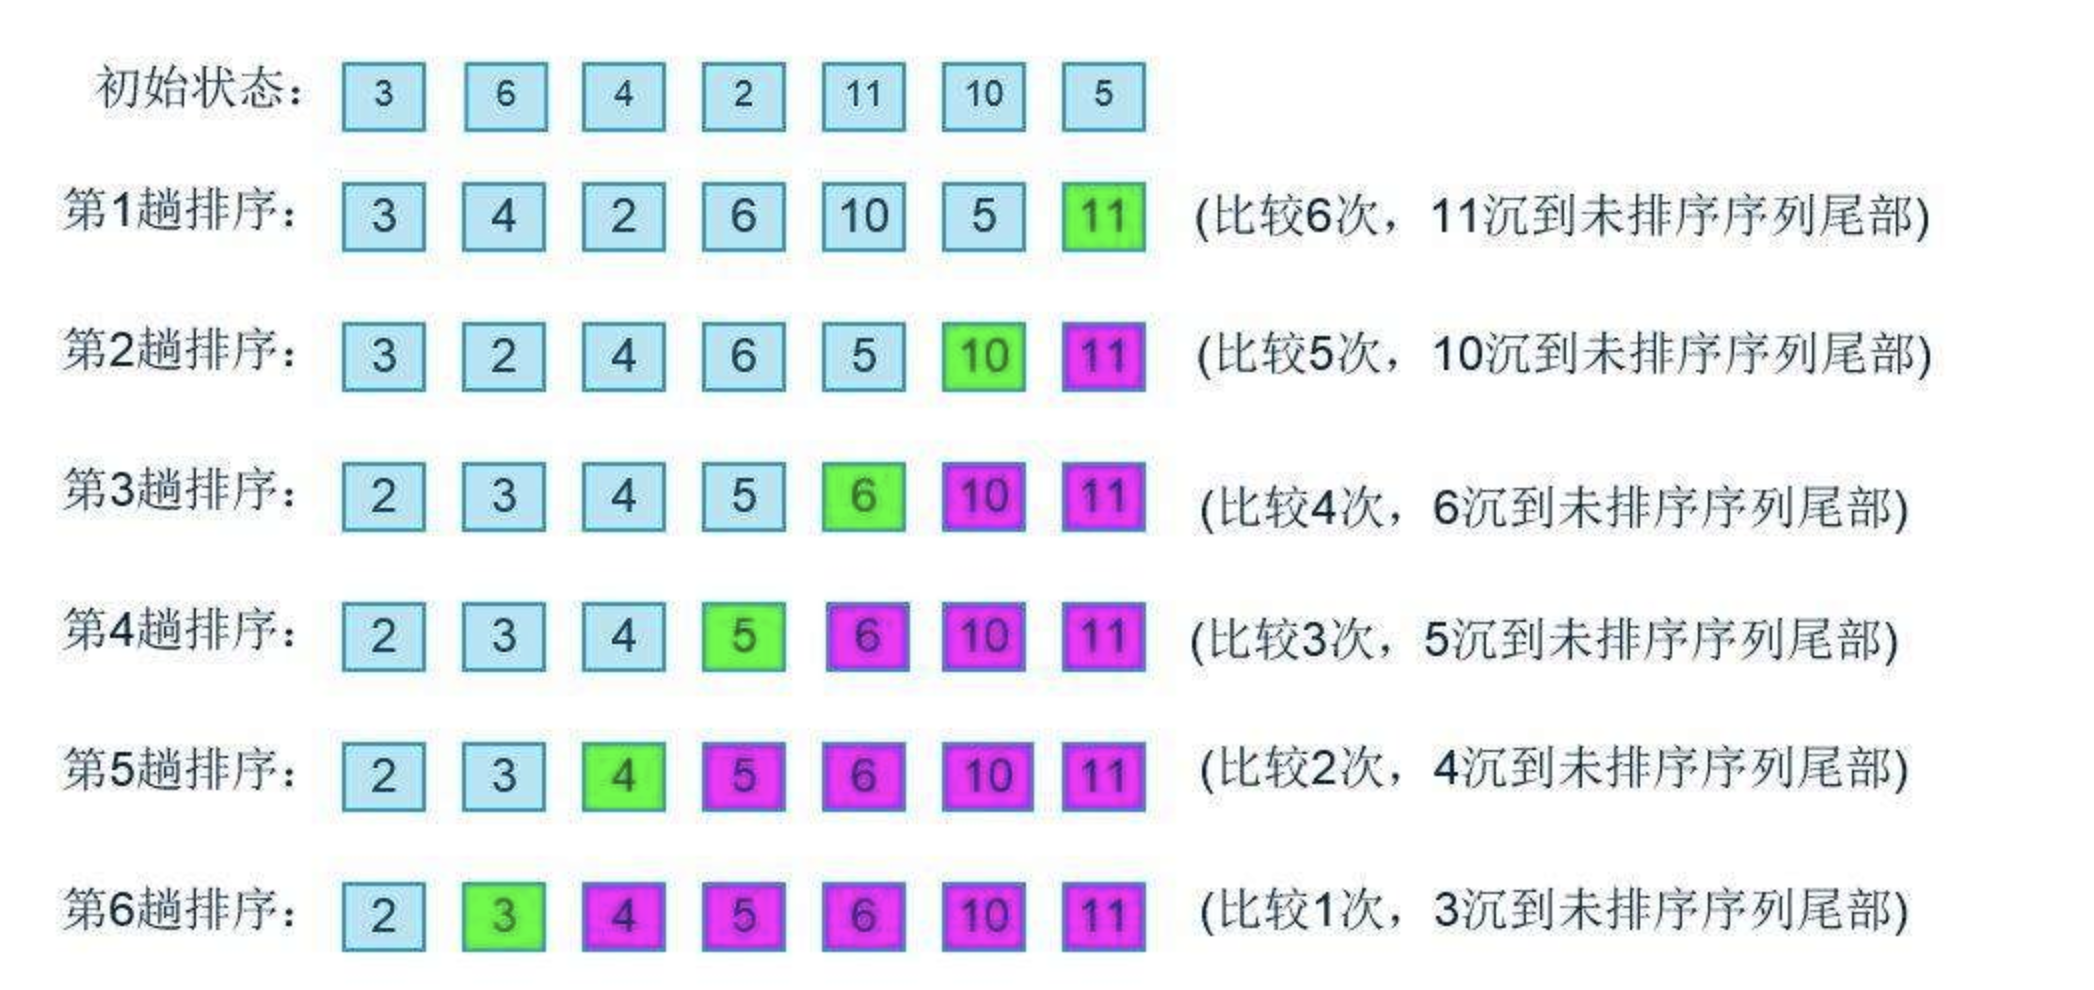 初始状态： 3 6 4 2 11 10 5
第1趟排序： 3 4 2 6 10 5 11 (比较6次，11沉到未排序序列尾部)
第2趟排序： 3 2 4 6 5 10 11 (比较5次，10沉到未排序序列尾部)
第3趟排序： 2 3 4 5 6 10 11 (比较4次，6沉到未排序序列尾部)
第4趟排序： 2 3 4 5 6 10 11 (比较3次，5沉到未排序序列尾部)
第5趟排序： 2 3 4 5 6 10 11 (比较2次，4沉到未排序序列尾部)
第6趟排序： 2 3 4 5 6 10 11 (比较1次，3沉到未排序序列尾部)